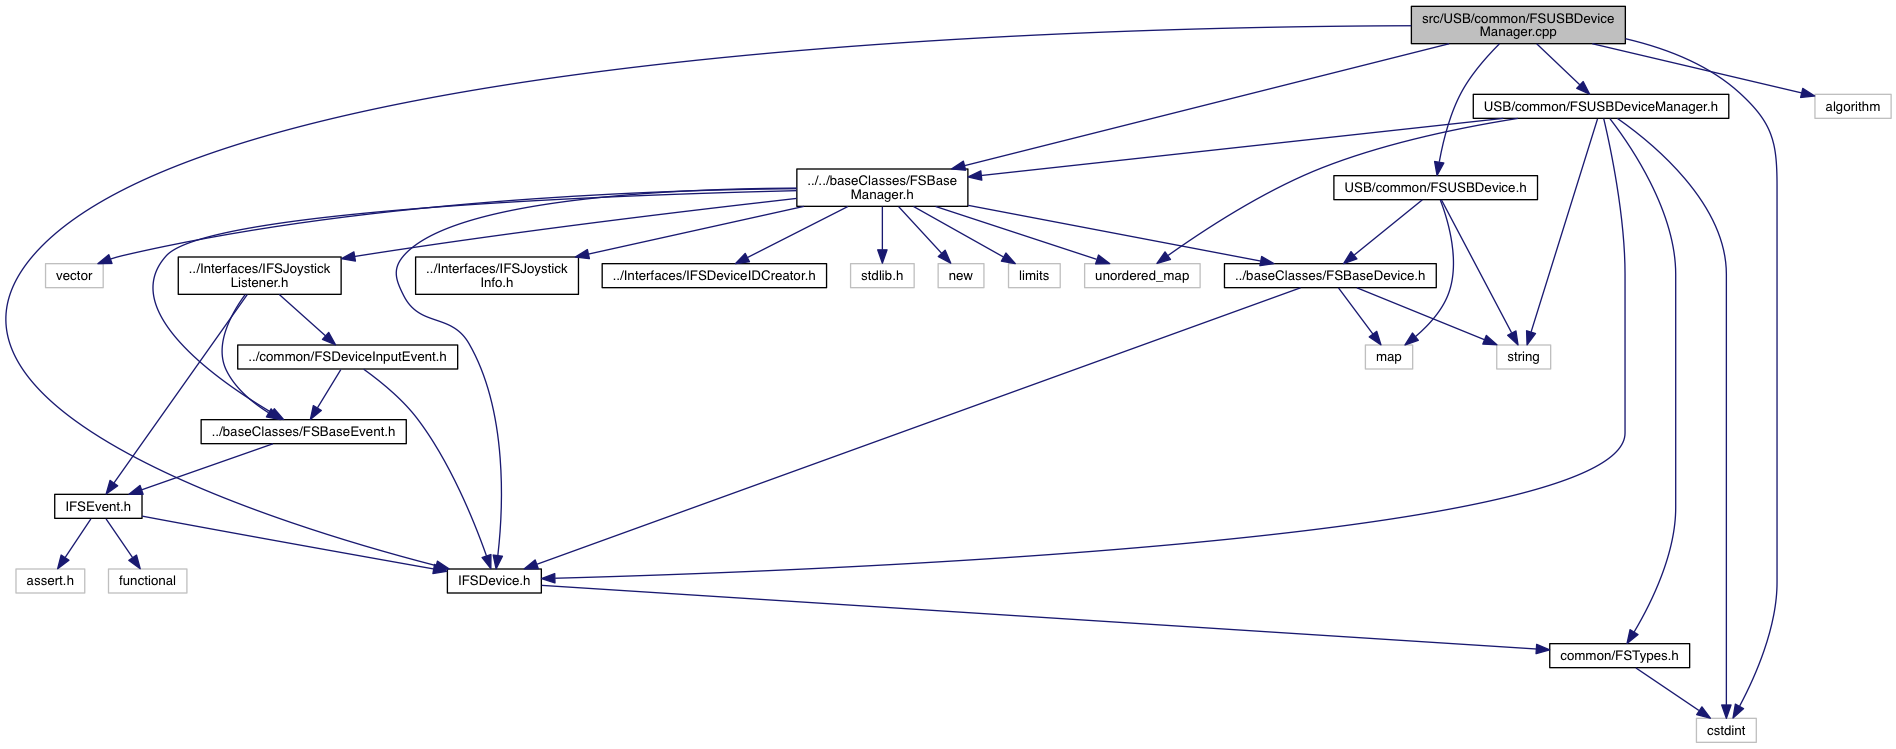 src/USB/common/FSUSBDevice
Manager.cpp
USB/common/FSUSBDeviceManager.h
algorithm
../../baseClasses/FSBase
Manager.h
USB/common/FSUSBDevice.h
vector
../Interfaces/IFSJoystick
Listener.h
../Interfaces/IFSJoystick
Info.h
../Interfaces/IFSDeviceIDCreator.h
stdlib.h
new
limits
unordered_map
../baseClasses/FSBaseDevice.h
../common/FSDeviceInputEvent.h
map
string
../baseClasses/FSBaseEvent.h
IFSEvent.h
assert.h
functional
IFSDevice.h
common/FSTypes.h
cstdint